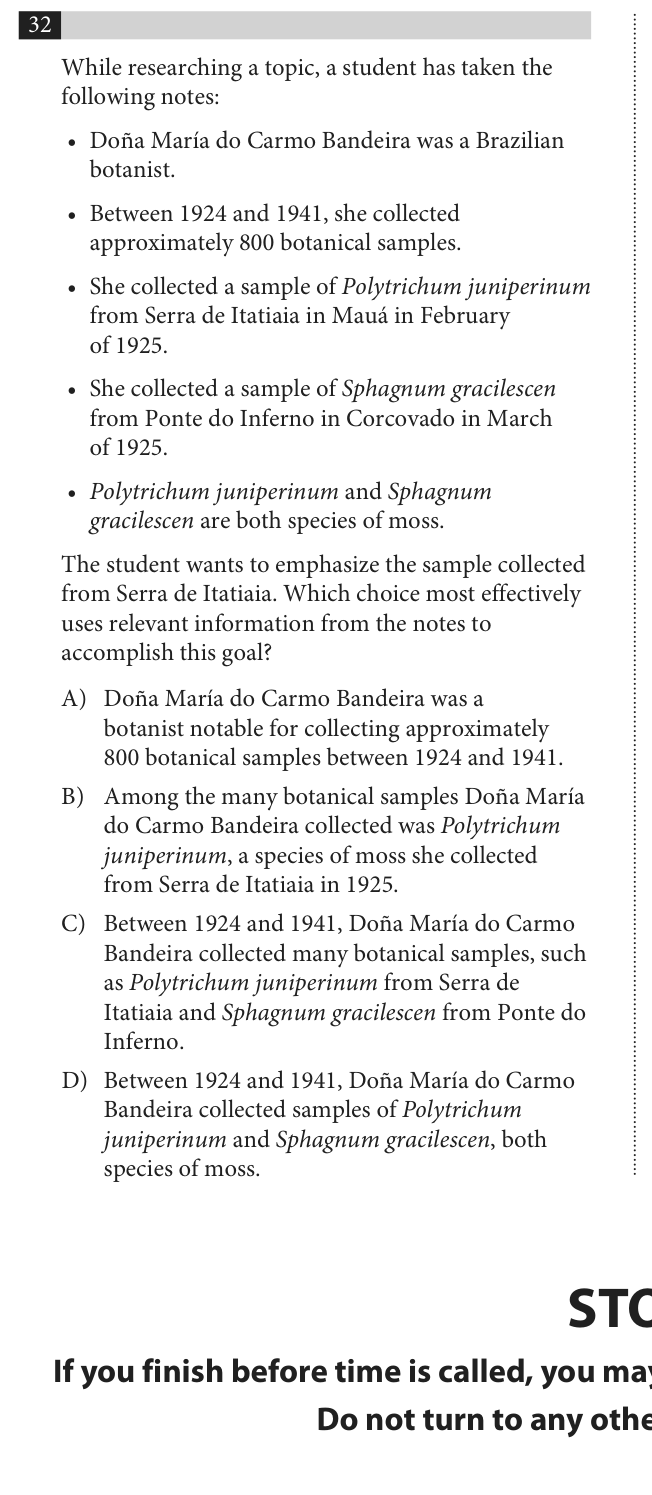 32
While researching a topic, a student has taken the
following notes:
• Doña María do Carmo Bandeira was a Brazilian
botanist.
• Between 1924 and 1941, she collected
approximately 800 botanical samples.
• She collected a sample of Polytrichum juniperinum
from Serra de Itatiaia in Mauá in February
of 1925.
• She collected a sample of Sphagnum gracilescen
from Ponte do Inferno in Corcovado in March
of 1925.
• Polytrichum juniperinum and Sphagnum
gracilescen are both species of moss.
The student wants to emphasize the sample collected
from Serra de Itatiaia. Which choice most effectively
uses relevant information from the notes to
accomplish this goal?
A) Doña María do Carmo Bandeira was a
botanist notable for collecting approximately
800 botanical samples between 1924 and 1941.
B) Among the many botanical samples Doña María
do Carmo Bandeira collected was Polytrichum
juniperinum, a species of moss she collected
from Serra de Itatiaia in 1925.
C) Between 1924 and 1941, Doña María do Carmo
Bandeira collected many botanical samples, such
as Polytrichum juniperinum from Serra de
Itatiaia and Sphagnum gracilescen from Ponte do
Inferno.
D) Between 1924 and 1941, Doña María do Carmo
Bandeira collected samples of Polytrichum
juniperinum and Sphagnum gracilescen, both
species of moss.
STO
If you finish before time is called, you may
Do not turn to any othe